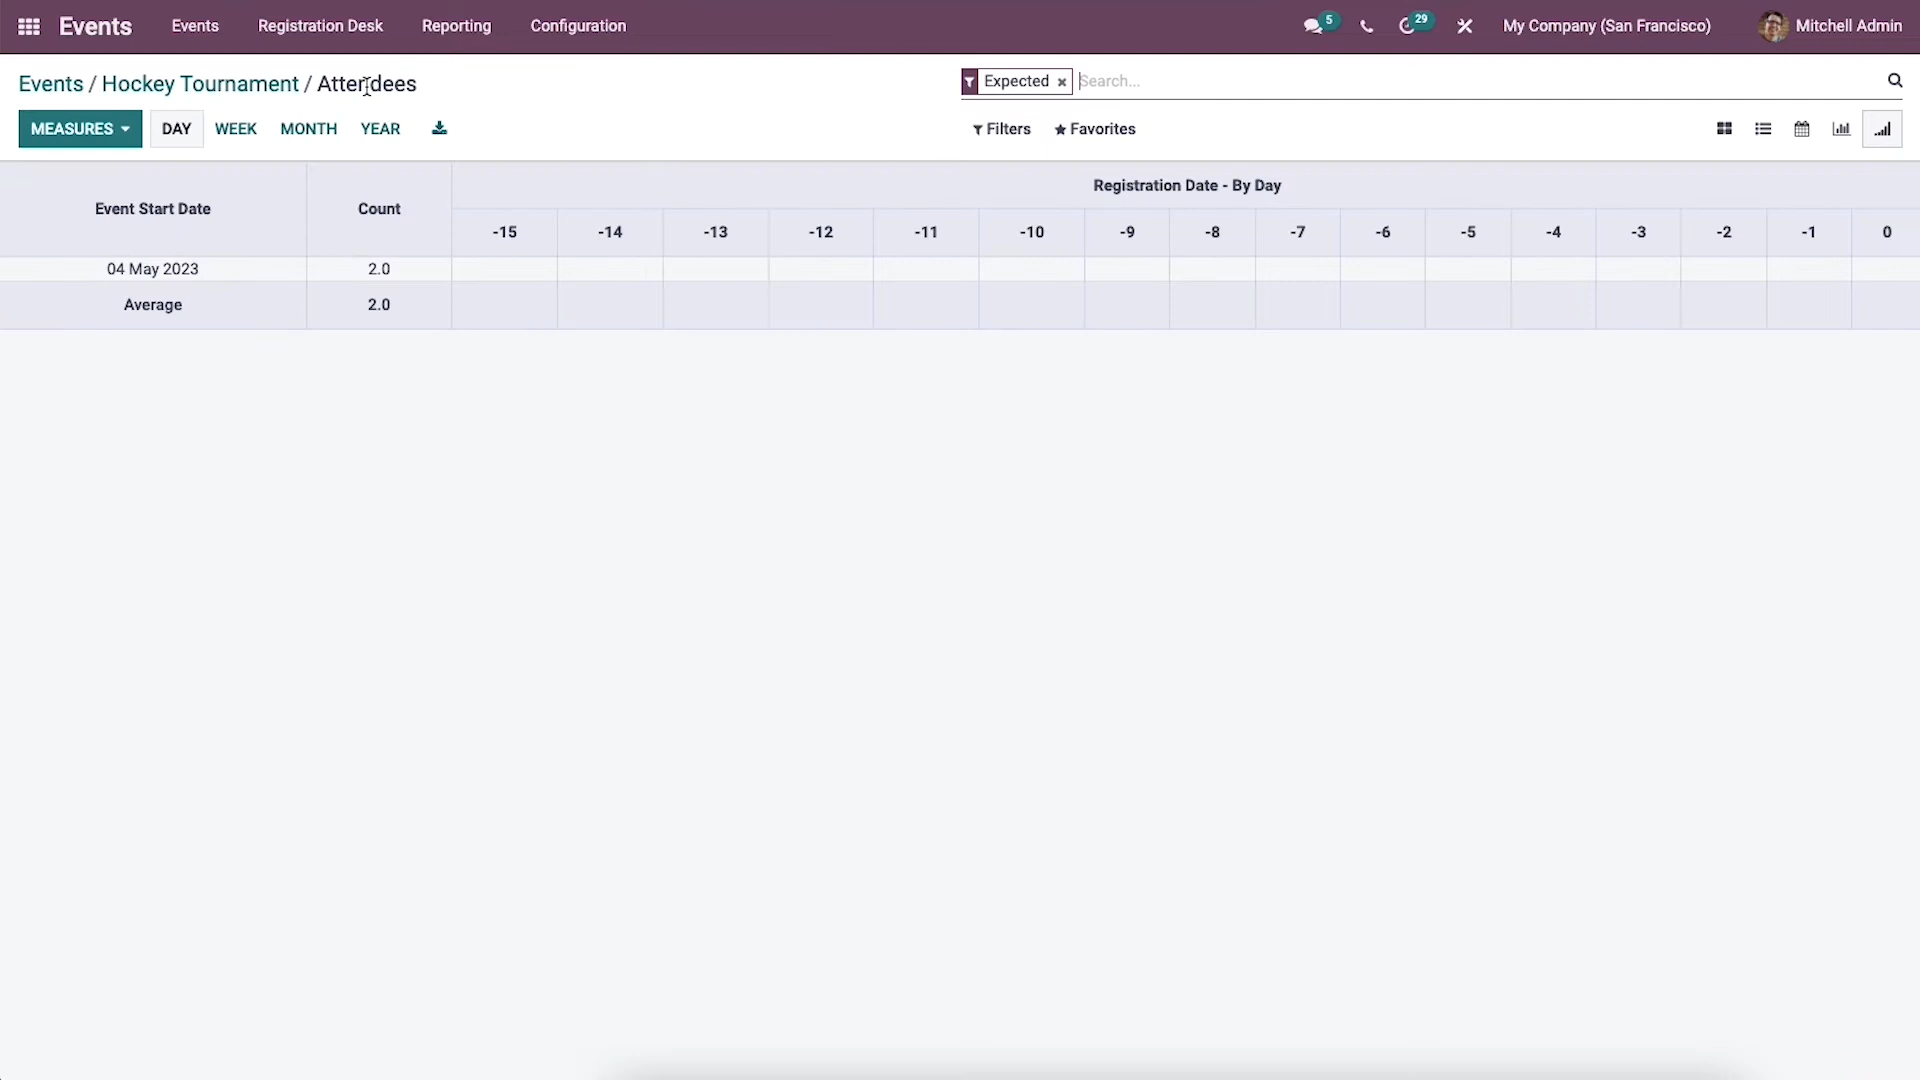 Events Events Registration Desk Reporting Configuration 5 29 My Company (San Francisco) Mitchell Admin
Events / Hockey Tournament / Attendees
Expected × Search...
MEASURES DAY WEEK MONTH YEAR
Filters Favorites
Event Start Date Count Registration Date - By Day
-15 -14 -13 -12 -11 -10 -9 -8 -7 -6 -5 -4 -3 -2 -1 0
04 May 2023 2.0
Average 2.0